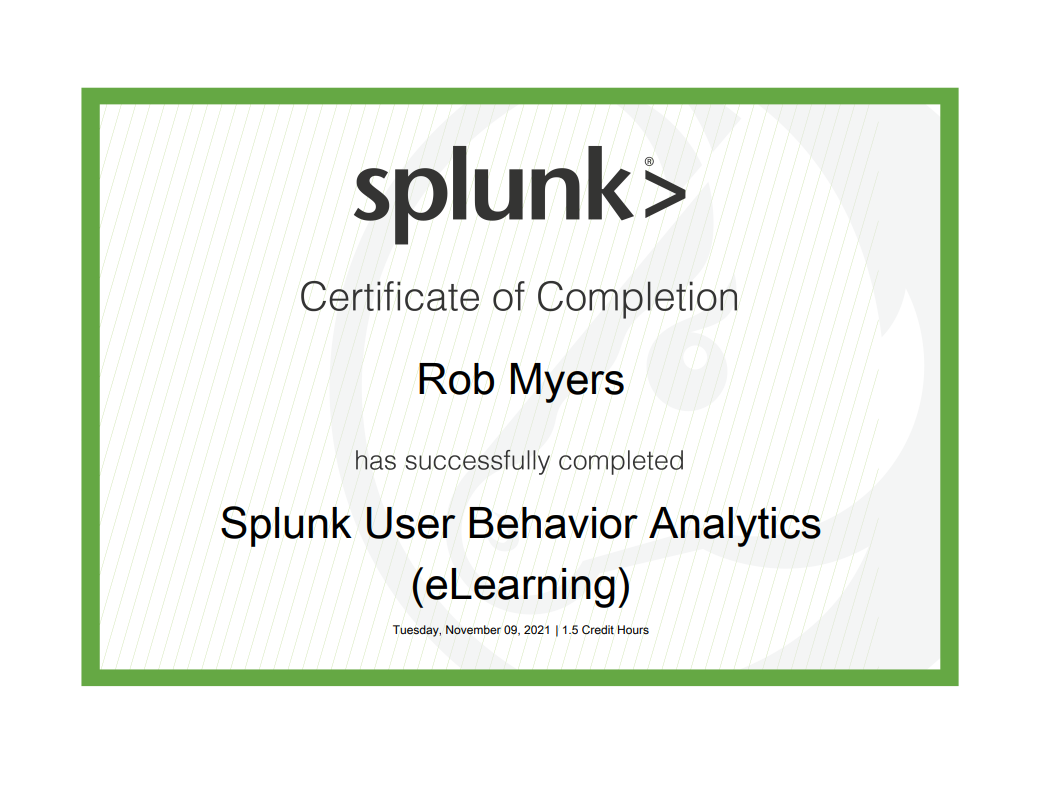 splunk>®
Certificate of Completion
Rob Myers
has successfully completed
Splunk User Behavior Analytics
(eLearning)
Tuesday, November 09, 2021 | 1.5 Credit Hours